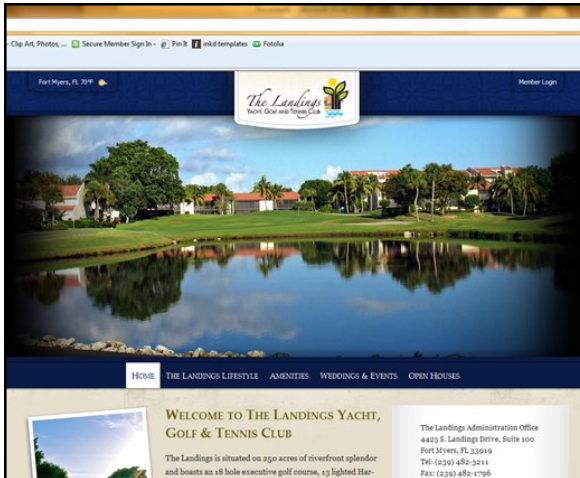 - Clip Art, Photos, ... Secure Member Sign In - Pin It inkd templates Fotolia
Fort Myers, FL 70°F
Member Login
The Landings
Yacht, Golf and Tennis Club
Home The Landings Lifestyle Amenities Weddings & Events Open Houses
Welcome to The Landings Yacht,
Golf & Tennis Club
The Landings is situated on 250 acres of riverfront splendor
and boasts an 18 hole executive golf course, 13 lighted Har-
The Landings Administration Office
4425 S. Landings Drive, Suite 100
Fort Myers, FL 33919
Tel: (239) 482-3211
Fax: (239) 482-1796